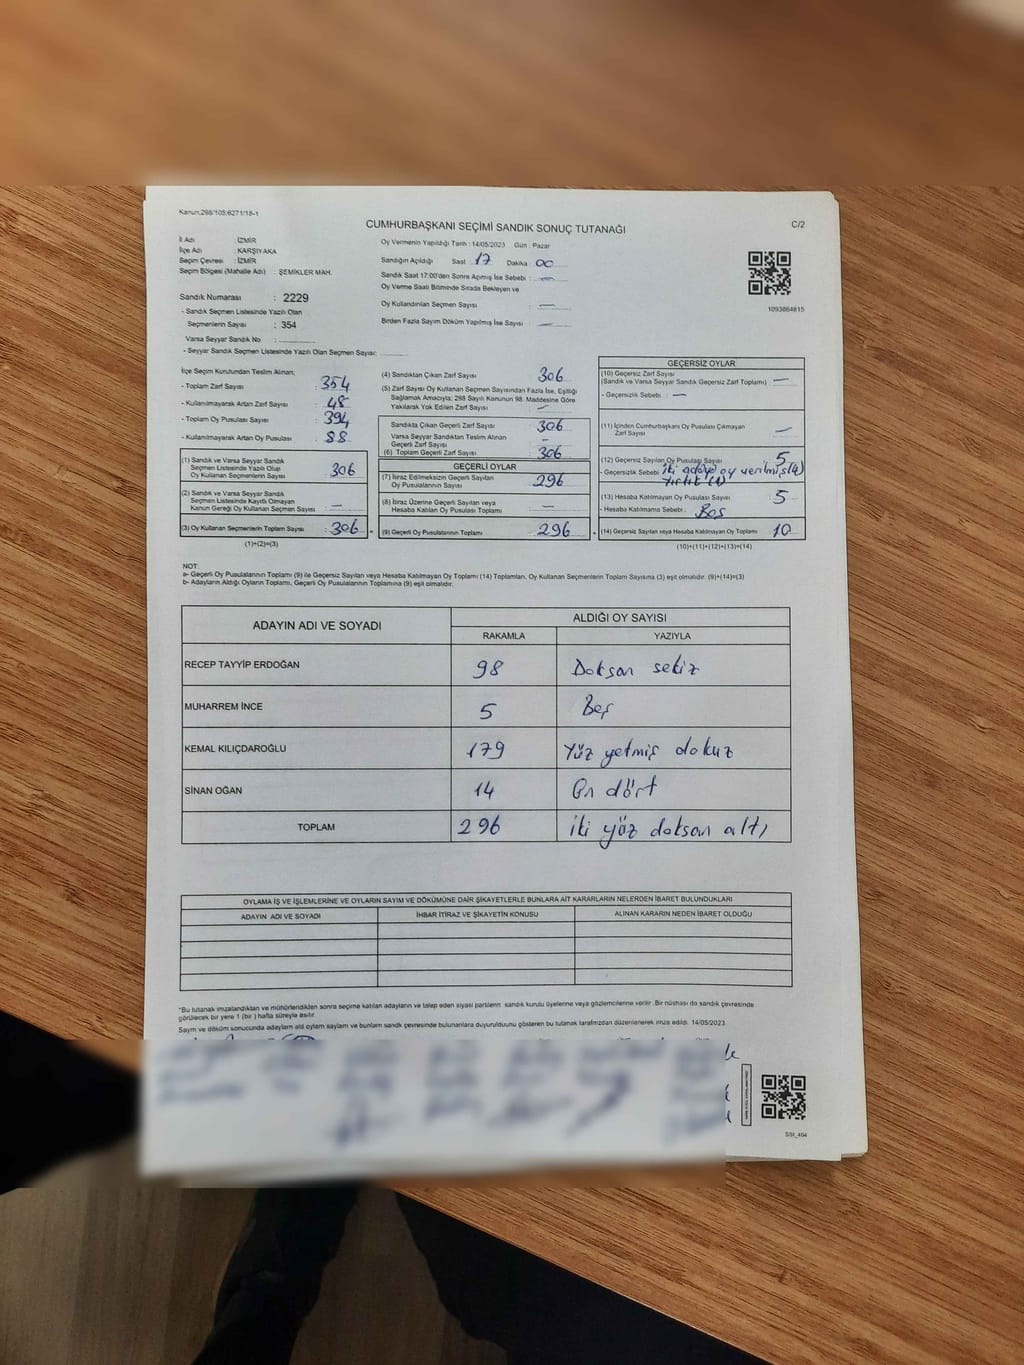 Kanun;298/105;6271/18-1
CUMHURBAŞKANI SEÇİMİ SANDIK SONUÇ TUTANAĞI
C/2
İl Adı : İZMİR
İlçe Adı : KARŞIYAKA
Seçim Çevresi : İZMİR
Seçim Bölgesi (Mahalle Adı) : ŞEMİKLER MAH.
Sandık Numarası : 2229
- Sandık Seçmen Listesinde Yazılı Olan
Seçmenlerin Sayısı : 354
Varsa Seyyar Sandık No :
- Seyyar Sandık Seçmen Listesinde Yazılı Olan Seçmen Sayısı:
Oy Vermenin Yapıldığı Tarih : 14/05/2023 Gün : Pazar
Sandığın Açıldığı Saat 17 Dakika 00
Sandık Saat 17:00'den Sonra Açımış İse Sebebi : —
Oy Verme Saati Bitiminde Sırada Bekleyen ve
Oy Kullandırılan Seçmen Sayısı —
Birden Fazla Sayım Döküm Yapılmış İse Sayısı —
1093864815
İlçe Seçim Kurulundan Teslim Alınan;
- Toplam Zarf Sayısı : 354
- Kullanılmayarak Artan Zarf Sayısı : 48
- Toplam Oy Pusulası Sayısı : 394
- Kullanılmayarak Artan Oy Pusulası : 88
(1) Sandık ve Varsa Seyyar Sandık
Seçmen Listesinde Yazılı Olup
Oy Kullanan Seçmenlerin Sayısı 306
(2) Sandık ve Varsa Seyyar Sandık
Seçmen Listesinde Kayıtlı Olmayan
Kanun Gereği Oy Kullanan Seçmen Sayısı —
(3) Oy Kullanan Seçmenlerin Toplam Sayısı 306 =
(1)+(2)=(3)
(4) Sandıktan Çıkan Zarf Sayısı 306
(5) Zarf Sayısı Oy Kullanan Seçmen Sayısından Fazla İse, Eşitliği
Sağlamak Amacıyla; 298 Sayılı Kanunun 98. Maddesine Göre
Yakılarak Yok Edilen Zarf Sayısı —
Sandıkta Çıkan Geçerli Zarf Sayısı 306
Varsa Seyyar Sandıktan Teslim Alınan
Geçerli Zarf Sayısı —
(6) Toplam Geçerli Zarf Sayısı 306
GEÇERLİ OYLAR
(7) İtiraz Edilmeksizin Geçerli Sayılan
Oy Pusulalarının Sayısı 296
(8) İtiraz Üzerine Geçerli Sayılan veya
Hesaba Katılan Oy Pusulaları Toplamı —
(9) Geçerli Oy Pusulalarının Toplamı 296 +
GEÇERSİZ OYLAR
(10) Geçersiz Zarf Sayısı
(Sandık ve Varsa Seyyar Sandık Geçersiz Zarf Toplamı) —
- Geçersizlik Sebebi : —
(11) İçinden Cumhurbaşkanı Oy Pusulası Çıkmayan
Zarf Sayısı —
(12) Geçersiz Sayılan Oy Pusulası Sayısı 5
- Geçersizlik Sebebi iki adaya oy verilmiş(4)
yırtık (1)
(13) Hesaba Katılmayan Oy Pusulası Sayısı 5
- Hesaba Katılmama Sebebi : Boş
(14) Geçersiz Sayılan veya Hesaba Katılmayan Oy Toplamı 10
(10)+(11)+(12)+(13)=(14)
NOT:
a- Geçerli Oy Pusulalarının Toplamı (9) ile Geçersiz Sayılan veya Hesaba Katılmayan Oy Toplamı (14) Toplamları, Oy Kullanan Seçmenlerin Toplam Sayısına (3) eşit olmalıdır. (9)+(14)=(3)
b- Adayların Aldığı Oyların Toplamı, Geçerli Oy Pusulalarının Toplamına (9) eşit olmalıdır.
ADAYIN ADI VE SOYADI ALDIĞI OY SAYISI
RAKAMLA YAZIYLA
RECEP TAYYİP ERDOĞAN 98 Doksan sekiz
MUHARREM İNCE 5 Beş
KEMAL KILIÇDAROĞLU 179 Yüz yetmiş dokuz
SİNAN OĞAN 14 On dört
TOPLAM 296 iki yüz doksan altı
OYLAMA İŞ VE İŞLEMLERİNE VE OYLARIN SAYIM VE DÖKÜMÜNE DAİR ŞİKAYETLERLE BUNLARA AİT KARARLARIN NELERDEN İBARET BULUNDUKLARI
ADAYIN ADI VE SOYADI İHBAR İTİRAZ VE ŞİKAYETİN KONUSU ALINAN KARARIN NEDEN İBARET OLDUĞU
*Bu tutanak imzalandıktan ve mühürlendikten sonra seçime katılan adayların ve talep eden siyasi partilerin sandık kurulu üyelerine veya gözlemcilerine verilir. Bir nüshası da sandık çevresinde
görülecek bir yere 1 (bir) hafta süreyle asılır.
Sayım ve döküm sonucunda adayların ald oyların sayıların ve bunların sandık çevresinde bulunanlara duyurulduğunu gösteren bu tutanak tarafımızdan düzenlenerek imza edildi. 14/05/2023